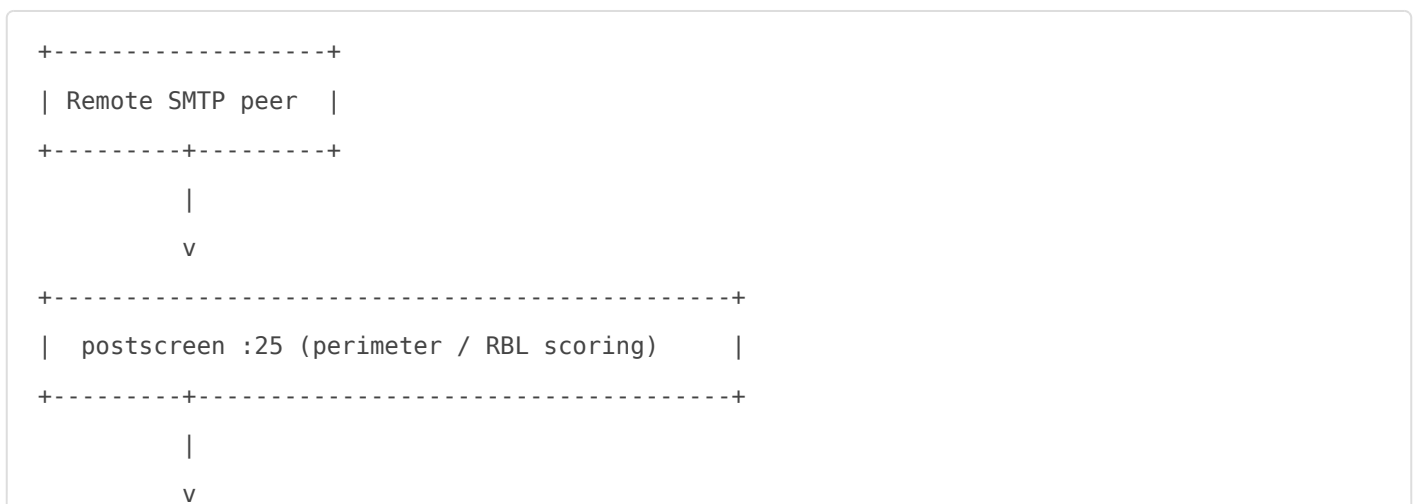 +-------------------+
| Remote SMTP peer  |
+---------+---------+
          |
          v
+-----------------------------------------------+
|  postscreen :25 (perimeter / RBL scoring)     |
+---------+-------------------------------------+
          |
          v